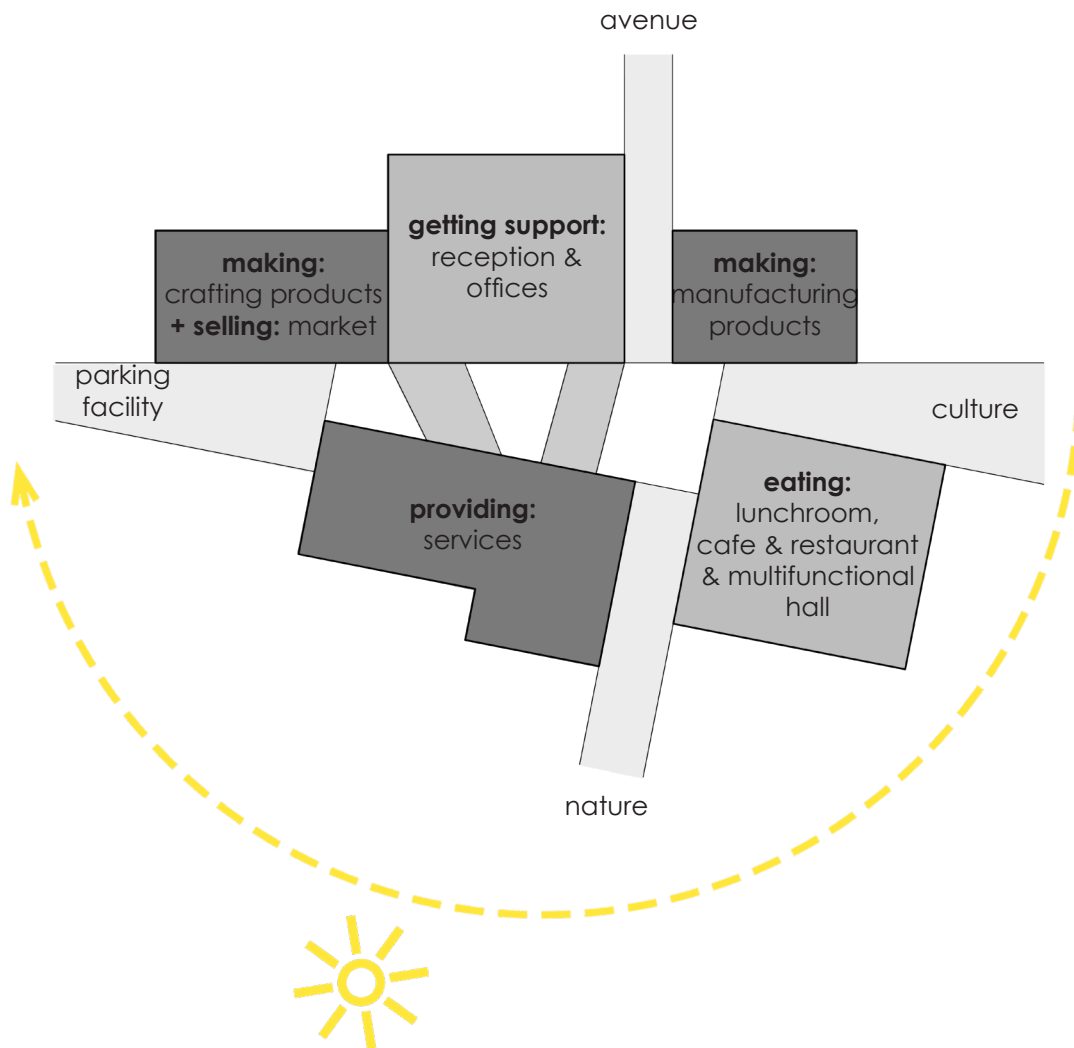 avenue
getting support:
reception &
offices
making:
crafting products
+ selling: market
making:
manufacturing
products
parking
facility
culture
providing:
services
eating:
lunchroom,
cafe & restaurant
& multifunctional
hall
nature